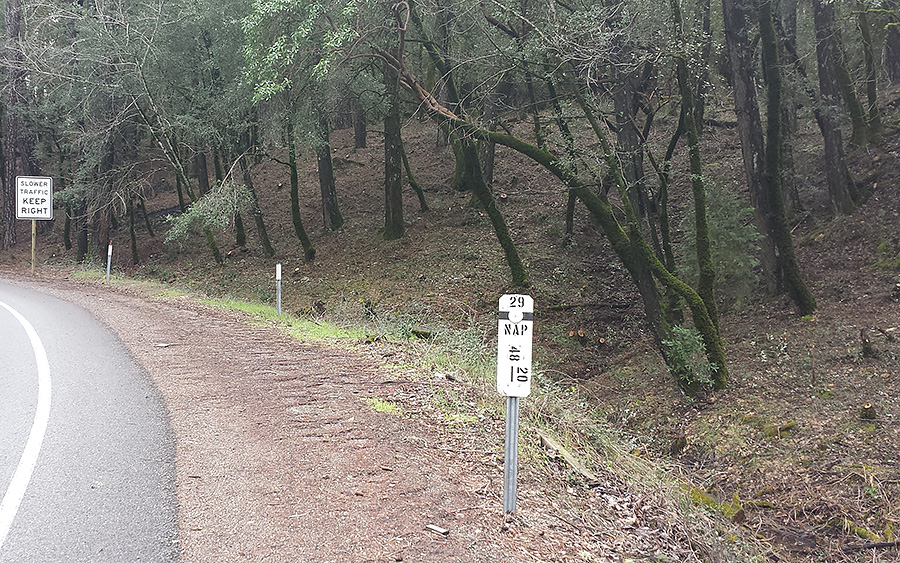 SLOWER
TRAFFIC
KEEP
RIGHT
29
NAP
48
20